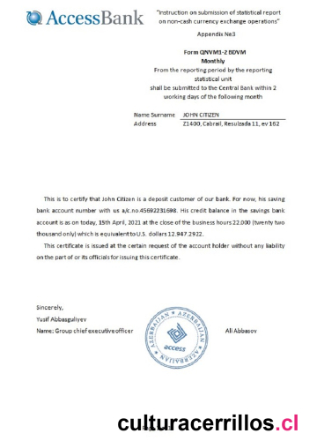 AccessBank
"Instruction on submission of statistical report
on non-cash currency exchange operations"
Appendix №3
Form QNVM1-2 BDVM
Monthly
From the reporting period by the reporting
statistical unit
shall be submitted to the Central Bank within 2
working days of the following month
Name Surname JOHN CITIZEN
Address Z1400, Cabrail, Resulzada 11, ev 162
This is to certify that John Citizen is a deposit customer of our bank. For now, his saving
bank account number with us a/c.no.45692231698. His credit balance in the savings bank
account is as on today, 15th April, 2021 at the close of the business hours 22,000 (twenty two
thousand only) which is equivalent to U.S. dollars 12.947.2922.
This certificate is issued at the certain request of the account holder without any liability
on the part of or its officials for issuing this certificate.
Sincerely,
Yusif Abbasguliyev
Name: Group chief executive officer
Ali Abbasov
AZERBAIJAN
access
AZERBAIJAN
culturacerrillos.cl